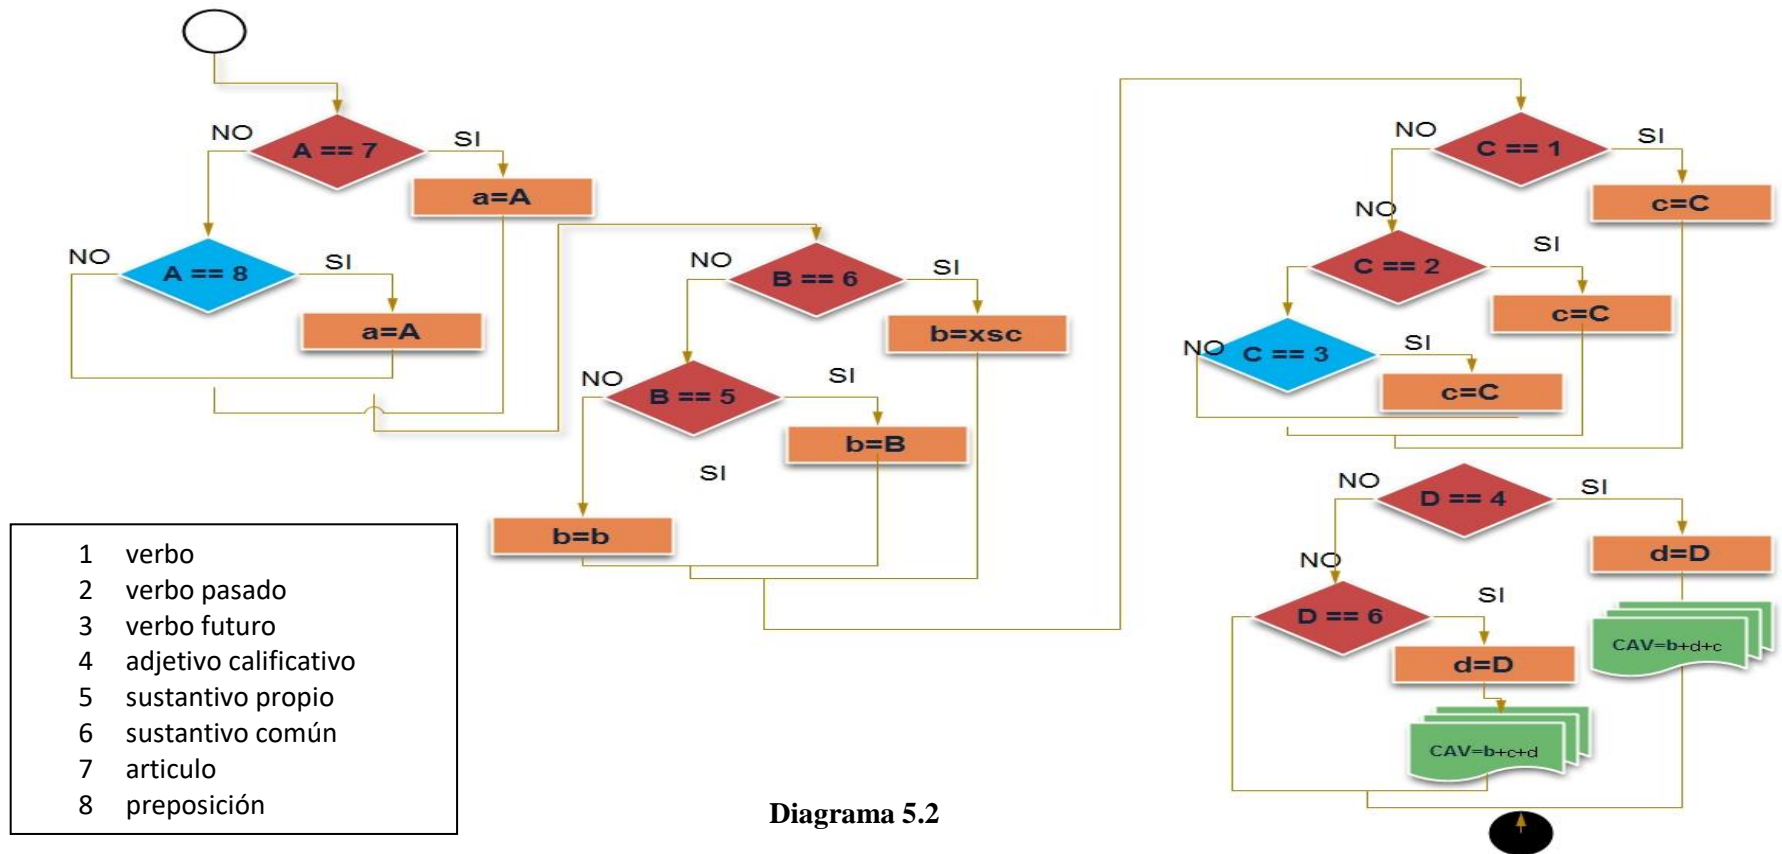 NO
A == 7
SI
a=A
NO
A == 8
SI
a=A
NO
B == 6
SI
b=xsc
NO
B == 5
SI
b=B
SI
b=b
NO
C == 1
SI
c=C
NO
C == 2
SI
c=C
NO
C == 3
SI
c=C
NO
D == 4
SI
d=D
CAV=b+d+c
NO
D == 6
SI
d=D
CAV=b+c+d
1 verbo
2 verbo pasado
3 verbo futuro
4 adjetivo calificativo
5 sustantivo propio
6 sustantivo común
7 articulo
8 preposición
Diagrama 5.2